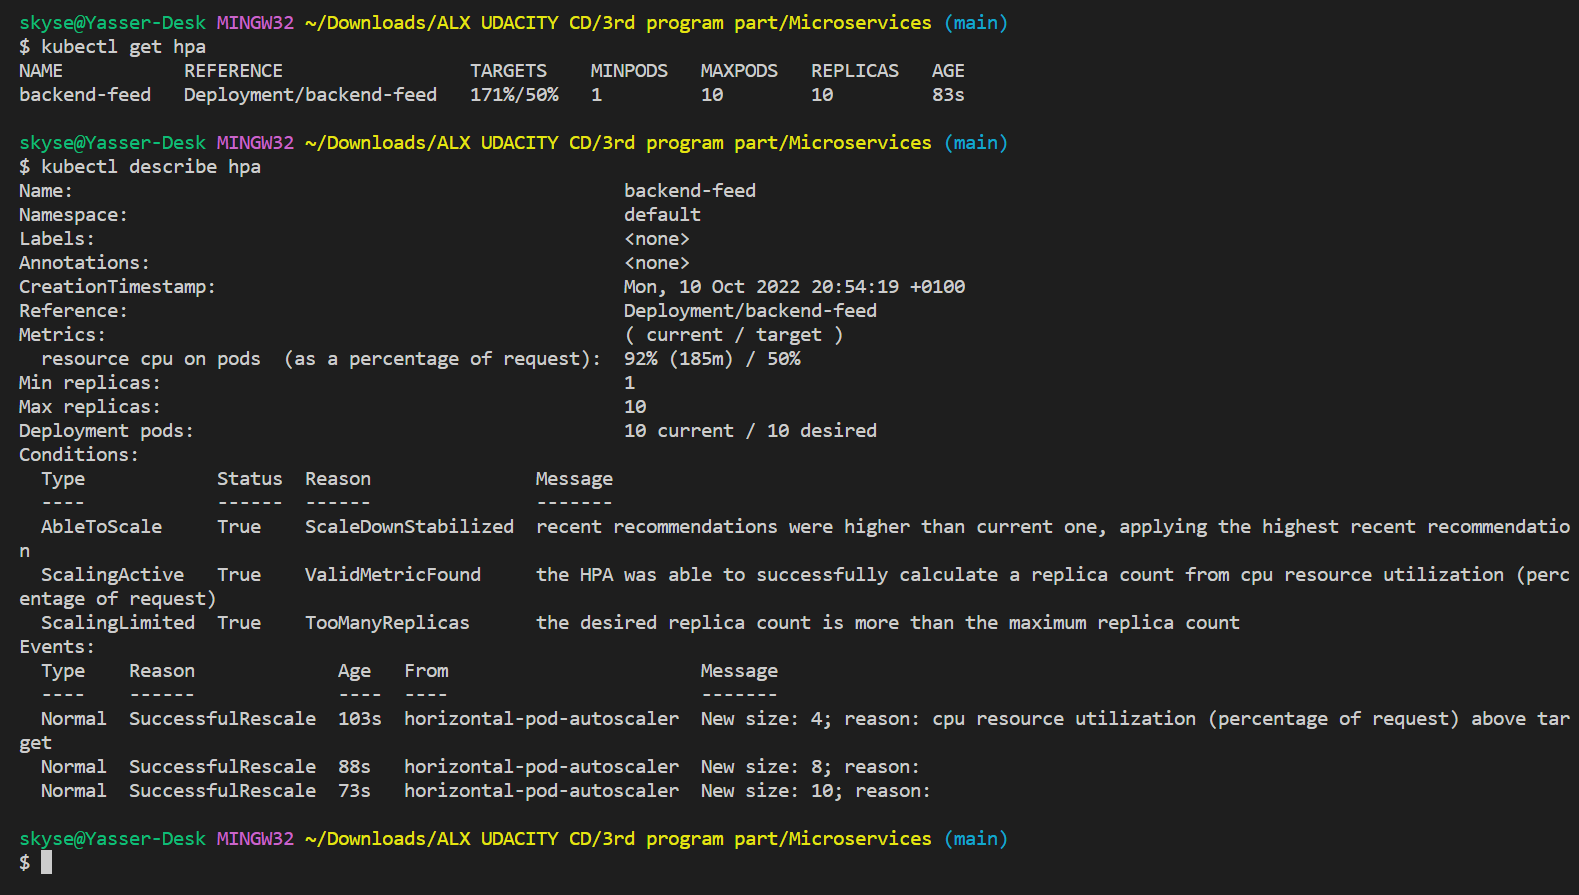 skyse@Yasser-Desk MINGW32 ~/Downloads/ALX UDACITY CD/3rd program part/Microservices (main)
$ kubectl get hpa
NAME           REFERENCE                 TARGETS    MINPODS   MAXPODS   REPLICAS   AGE
backend-feed   Deployment/backend-feed   171%/50%   1         10        10         83s
skyse@Yasser-Desk MINGW32 ~/Downloads/ALX UDACITY CD/3rd program part/Microservices (main)
$ kubectl describe hpa
Name:                                                  backend-feed
Namespace:                                             default
Labels:                                                <none>
Annotations:                                           <none>
CreationTimestamp:                                     Mon, 10 Oct 2022 20:54:19 +0100
Reference:                                             Deployment/backend-feed
Metrics:                                               ( current / target )
  resource cpu on pods  (as a percentage of request):  92% (185m) / 50%
Min replicas:                                          1
Max replicas:                                          10
Deployment pods:                                       10 current / 10 desired
Conditions:
  Type            Status  Reason               Message
  ----            ------  ------               -------
  AbleToScale     True    ScaleDownStabilized  recent recommendations were higher than current one, applying the highest recent recommendatio
n
  ScalingActive   True    ValidMetricFound     the HPA was able to successfully calculate a replica count from cpu resource utilization (perc
entage of request)
  ScalingLimited  True    TooManyReplicas      the desired replica count is more than the maximum replica count
Events:
  Type    Reason             Age   From                       Message
  ----    ------             ----  ----                       -------
  Normal  SuccessfulRescale  103s  horizontal-pod-autoscaler  New size: 4; reason: cpu resource utilization (percentage of request) above tar
get
  Normal  SuccessfulRescale  88s   horizontal-pod-autoscaler  New size: 8; reason:
  Normal  SuccessfulRescale  73s   horizontal-pod-autoscaler  New size: 10; reason:
skyse@Yasser-Desk MINGW32 ~/Downloads/ALX UDACITY CD/3rd program part/Microservices (main)
$